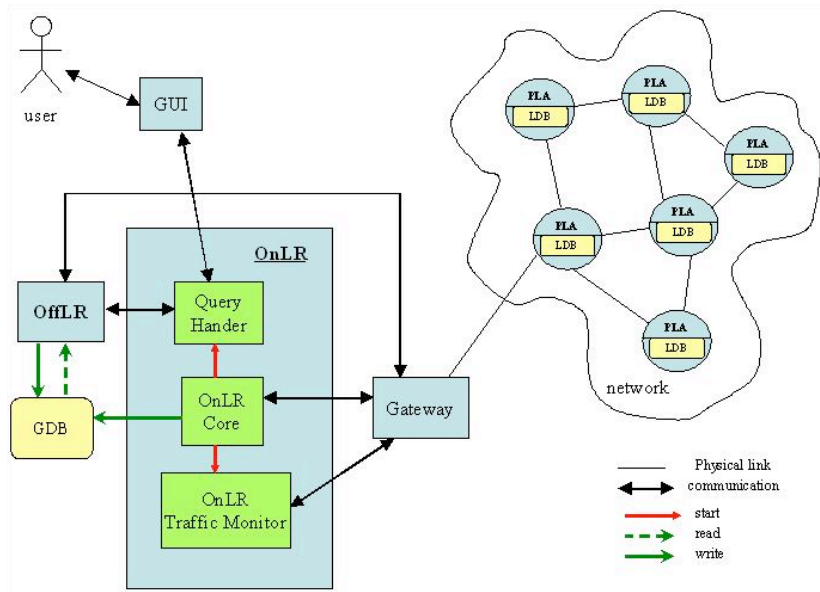 user
GUI
OnLR
OffLR
Query
Hander
OnLR
Core
OnLR
Traffic Monitor
GDB
Gateway
PLA
LDB
PLA
LDB
PLA
LDB
PLA
LDB
PLA
LDB
PLA
LDB
network
Physical link
communication
start
read
write